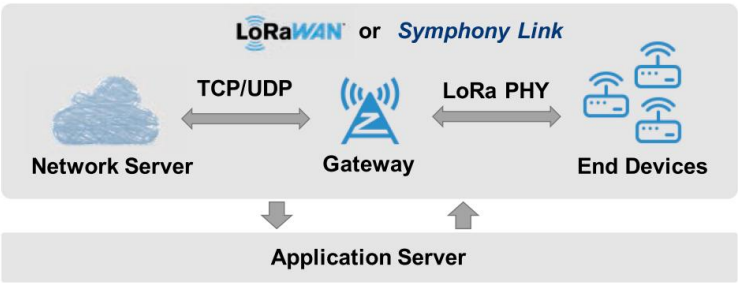 LoRaWAN or Symphony Link
TCP/UDP
LoRa PHY
Network Server
Gateway
End Devices
Application Server